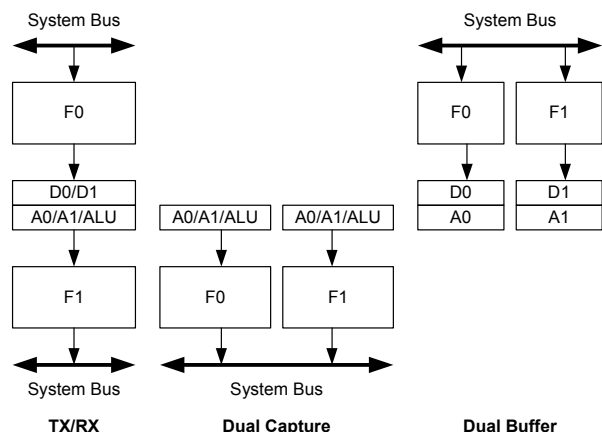 System Bus
F0
D0/D1
A0/A1/ALU
F1
System Bus
TX/RX
A0/A1/ALU
A0/A1/ALU
F0
F1
System Bus
Dual Capture
System Bus
F0
F1
D0
D1
A0
A1
Dual Buffer